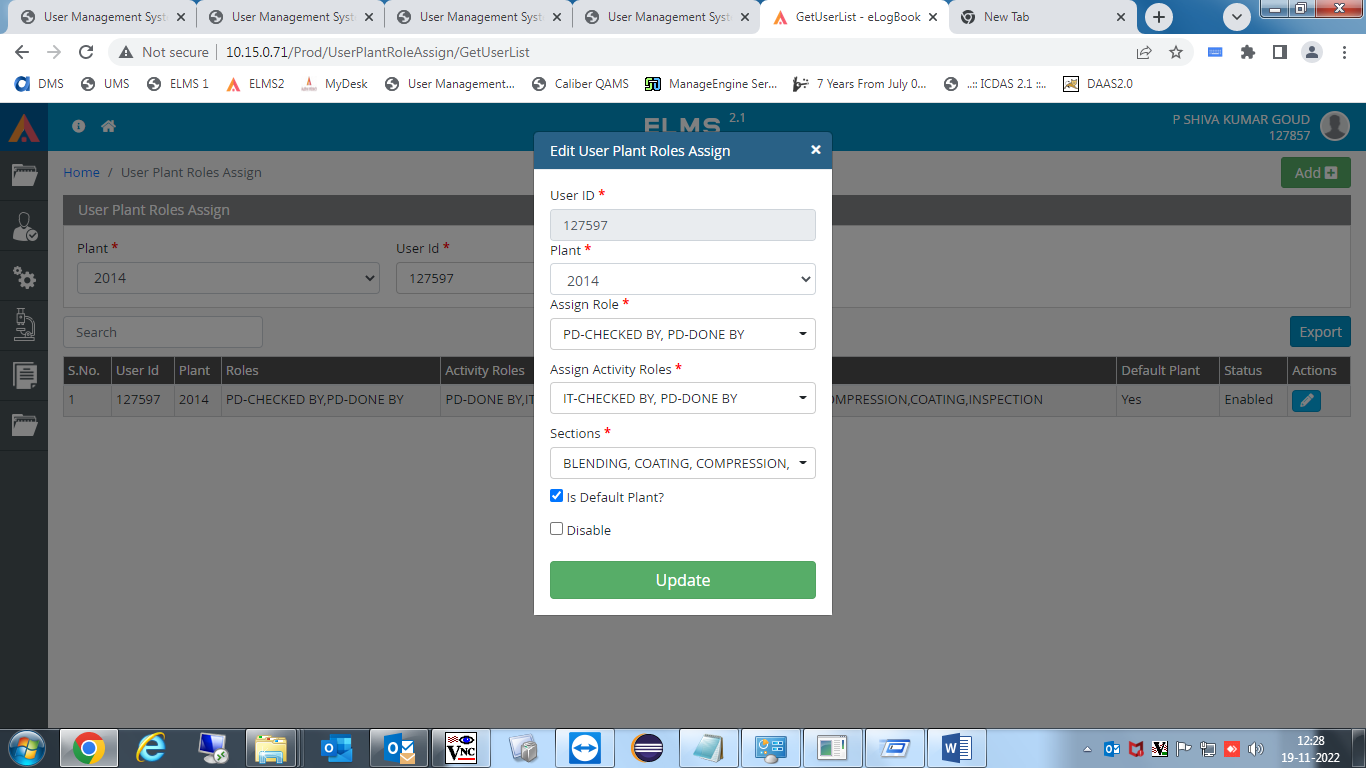 User Management Syst
User Management Syst
User Management Syst
User Management Syst
GetUserList - eLogBook
New Tab
Not secure
10.15.0.71/Prod/UserPlantRoleAssign/GetUserList
DMS
UMS
ELMS 1
ELMS2
MyDesk
User Management...
Caliber QAMS
ManageEngine Ser...
7 Years From July 0...
..:: ICDAS 2.1 ::..
DAAS2.0
ELMS 2.1
P SHIVA KUMAR GOUD
127857
Home / User Plant Roles Assign
Add
User Plant Roles Assign
Plant *
User Id *
2014
127597
Search
Export
S.No. User Id Plant Roles Activity Roles Default Plant Status Actions
1 127597 2014 PD-CHECKED BY,PD-DONE BY PD-DONE BY,IT OMPRESSION,COATING,INSPECTION Yes Enabled
Edit User Plant Roles Assign
User ID *
127597
Plant *
2014
Assign Role *
PD-CHECKED BY, PD-DONE BY
Assign Activity Roles *
IT-CHECKED BY, PD-DONE BY
Sections *
BLENDING, COATING, COMPRESSION,
Is Default Plant?
Disable
Update
12:28
19-11-2022